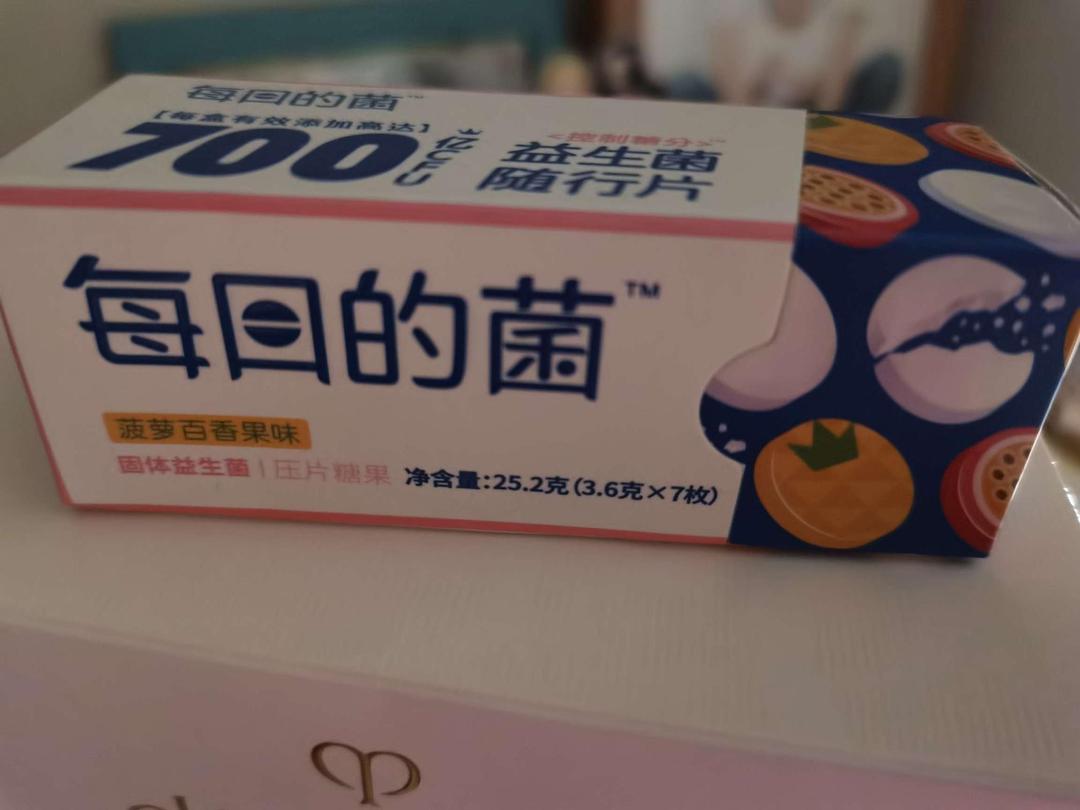 每日的菌™
[每盒有效添加高达]
700亿CFU
<控制糖分>
益生菌
随行片
每日的菌™
菠萝百香果味
固体益生菌|压片糖果
净含量:25.2克(3.6克×7枚)